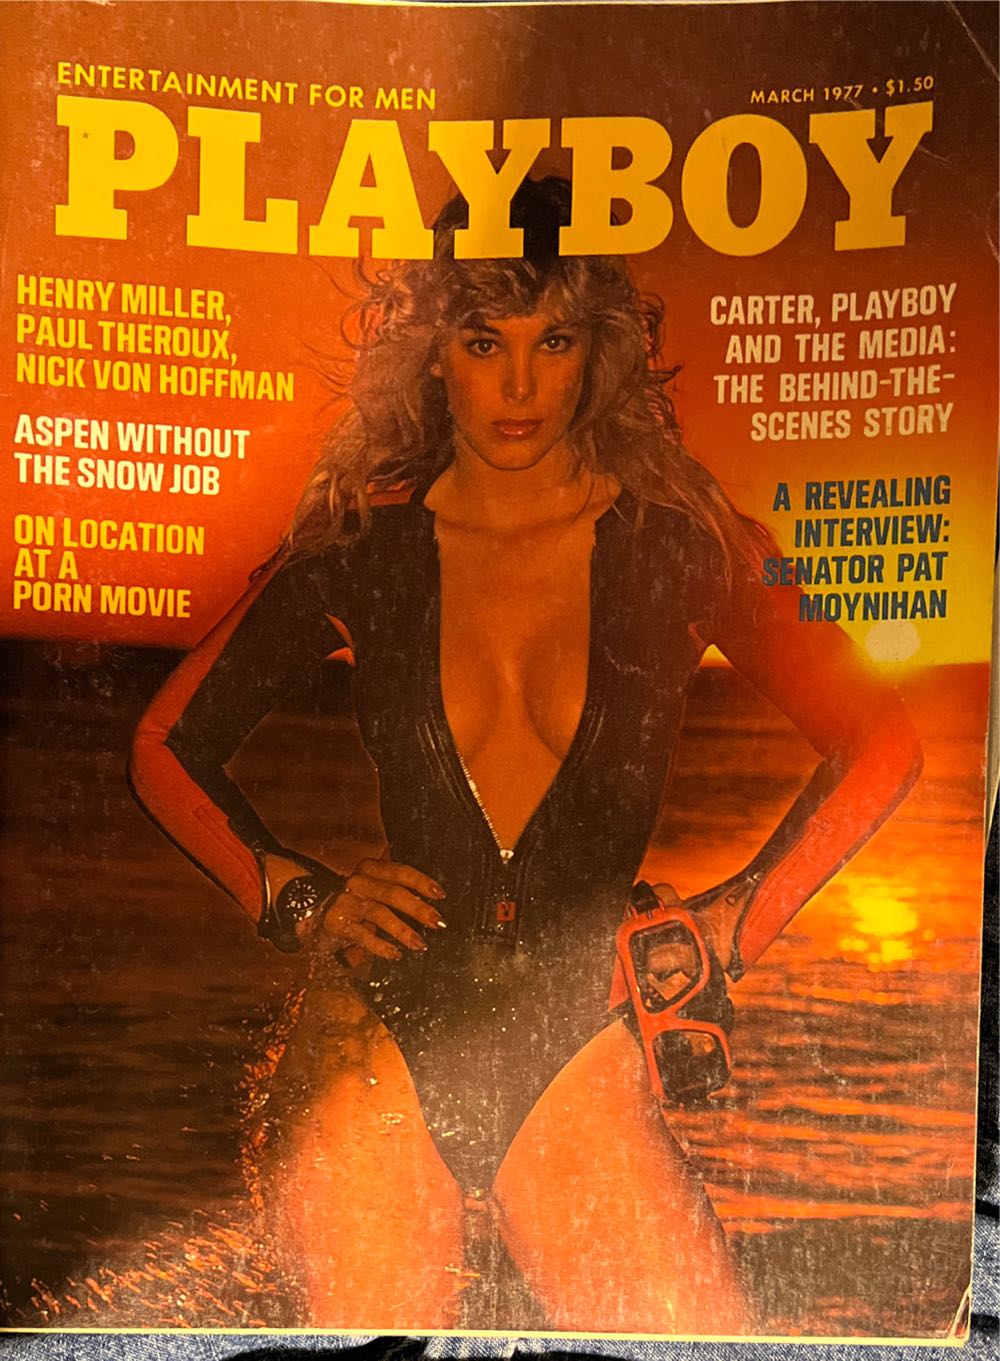 ENTERTAINMENT FOR MEN
MARCH 1977 • $1.50
PLAYBOY
HENRY MILLER,
PAUL THEROUX,
NICK VON HOFFMAN
ASPEN WITHOUT
THE SNOW JOB
ON LOCATION
AT A
PORN MOVIE
CARTER, PLAYBOY
AND THE MEDIA:
THE BEHIND-THE-
SCENES STORY
A REVEALING
INTERVIEW:
SENATOR PAT
MOYNIHAN